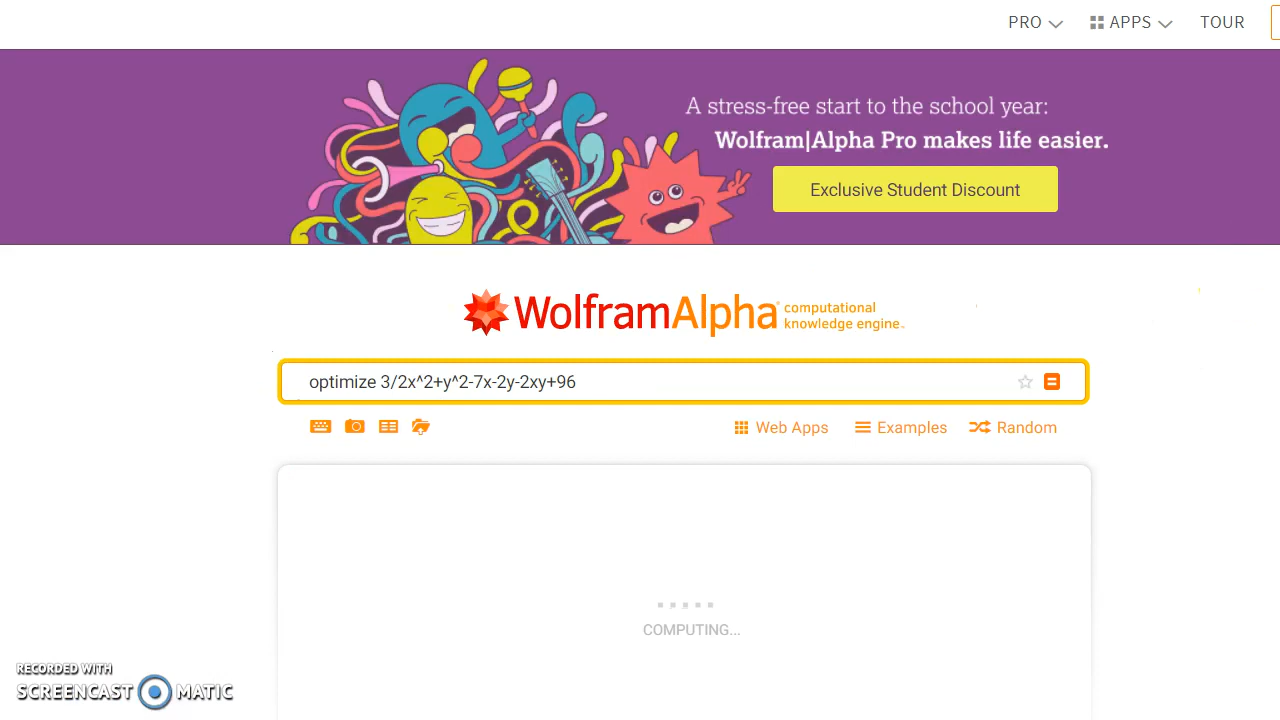 PRO APPS TOUR
A stress-free start to the school year:
Wolfram|Alpha Pro makes life easier.
Exclusive Student Discount
WolframAlpha computational
knowledge engine™
optimize 3/2x^2+y^2-7x-2y-2xy+96
Web Apps Examples Random
COMPUTING...
RECORDED WITH
SCREENCAST MATIC